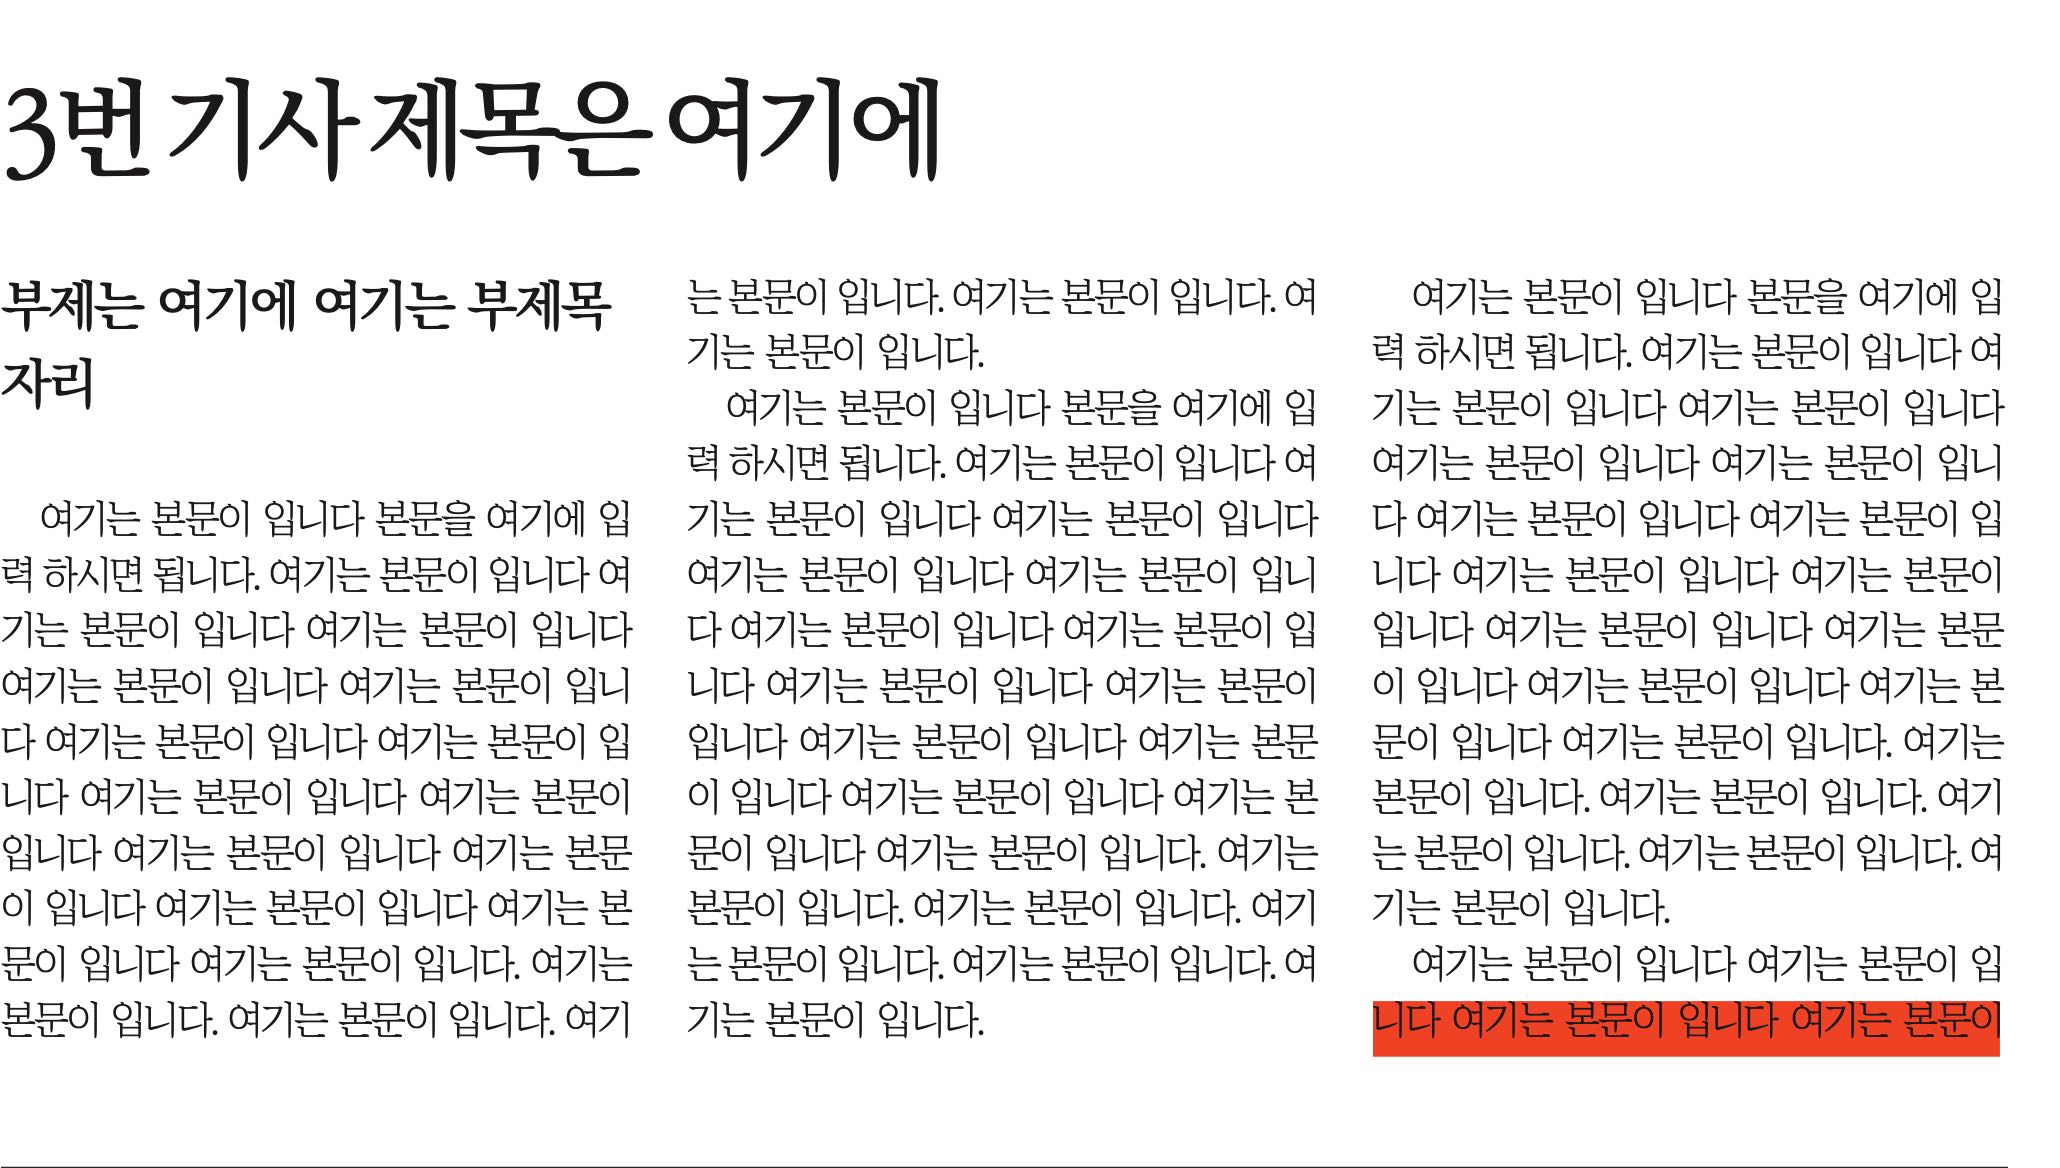 3번 기사 제목은 여기에
부제는 여기에 여기는 부제목
자리
여기는 본문이 입니다 본문을 여기에 입
력 하시면 됩니다. 여기는 본문이 입니다 여
기는 본문이 입니다 여기는 본문이 입니다
여기는 본문이 입니다 여기는 본문이 입니
다 여기는 본문이 입니다 여기는 본문이 입
니다 여기는 본문이 입니다 여기는 본문이
입니다 여기는 본문이 입니다 여기는 본문
이 입니다 여기는 본문이 입니다 여기는 본
문이 입니다 여기는 본문이 입니다. 여기는
본문이 입니다. 여기는 본문이 입니다. 여기
는 본문이 입니다. 여기는 본문이 입니다. 여
기는 본문이 입니다.
여기는 본문이 입니다 본문을 여기에 입
력 하시면 됩니다. 여기는 본문이 입니다 여
기는 본문이 입니다 여기는 본문이 입니다
여기는 본문이 입니다 여기는 본문이 입니
다 여기는 본문이 입니다 여기는 본문이 입
니다 여기는 본문이 입니다 여기는 본문이
입니다 여기는 본문이 입니다 여기는 본문
이 입니다 여기는 본문이 입니다 여기는 본
문이 입니다 여기는 본문이 입니다. 여기는
본문이 입니다. 여기는 본문이 입니다. 여기
는 본문이 입니다. 여기는 본문이 입니다. 여
기는 본문이 입니다.
여기는 본문이 입니다 본문을 여기에 입
력 하시면 됩니다. 여기는 본문이 입니다 여
기는 본문이 입니다 여기는 본문이 입니다
여기는 본문이 입니다 여기는 본문이 입니
다 여기는 본문이 입니다 여기는 본문이 입
니다 여기는 본문이 입니다 여기는 본문이
입니다 여기는 본문이 입니다 여기는 본문
이 입니다 여기는 본문이 입니다 여기는 본
문이 입니다 여기는 본문이 입니다. 여기는
본문이 입니다. 여기는 본문이 입니다. 여기
는 본문이 입니다. 여기는 본문이 입니다. 여
기는 본문이 입니다.
여기는 본문이 입니다 여기는 본문이 입
니다 여기는 본문이 입니다 여기는 본문이